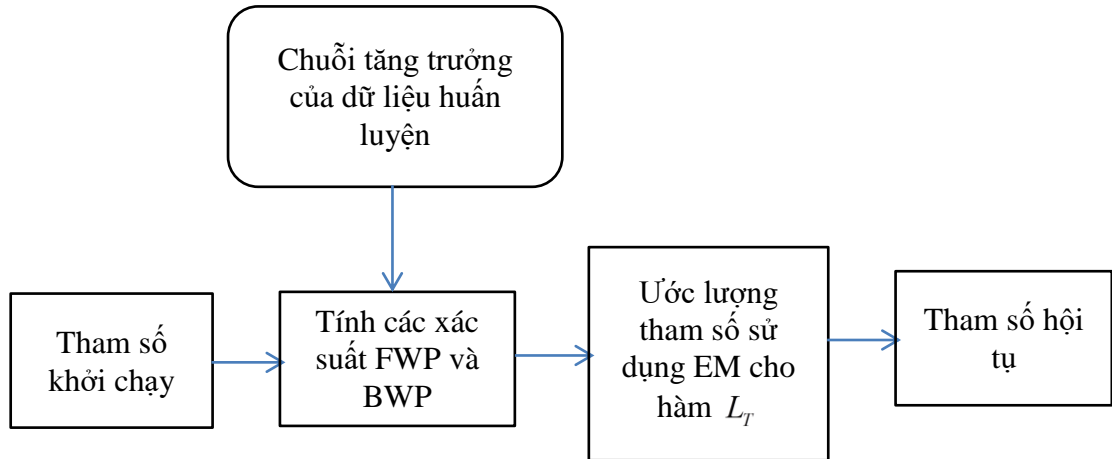 Chuỗi tăng trưởng
của dữ liệu huấn
luyện
Tham số
khởi chạy
Tính các xác
suất FWP và
BWP
Ước lượng
tham số sử
dụng EM cho
hàm L_T
Tham số hội
tụ